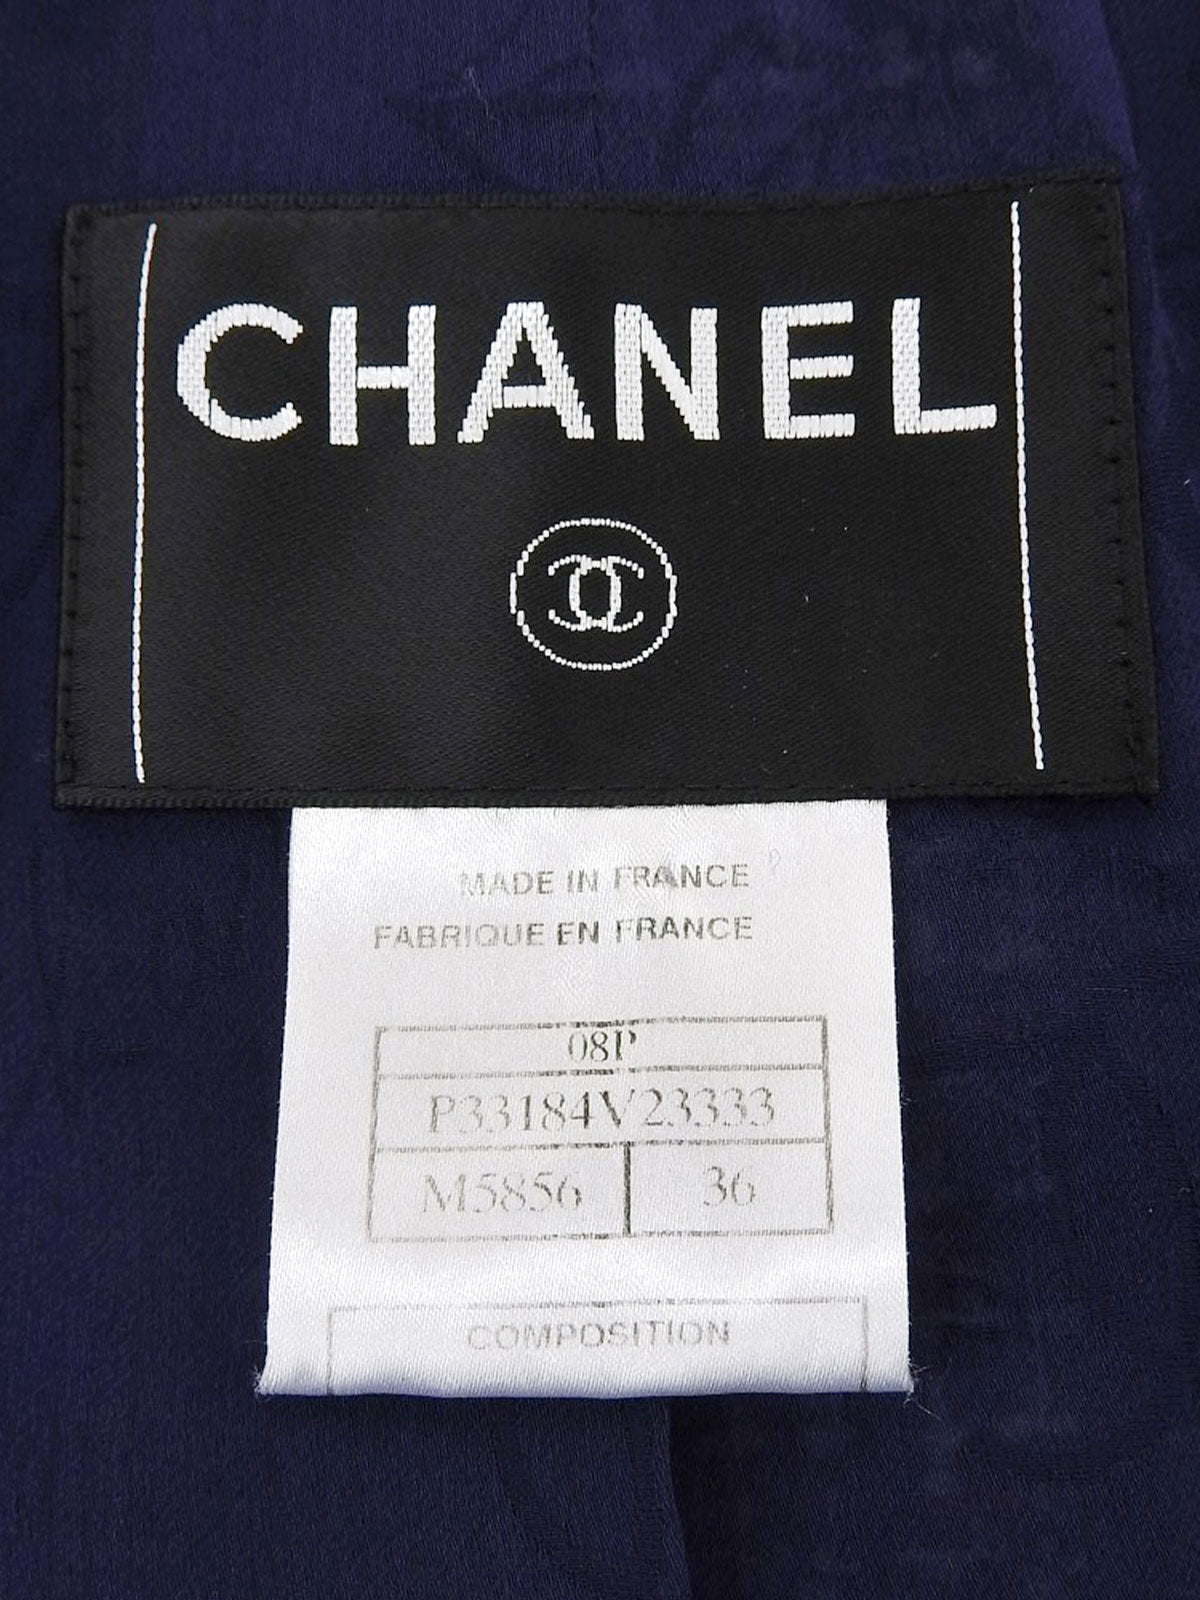 CHANEL
MADE IN FRANCE
FABRIQUE EN FRANCE
08P
P33184V23333
M5856 36
COMPOSITION